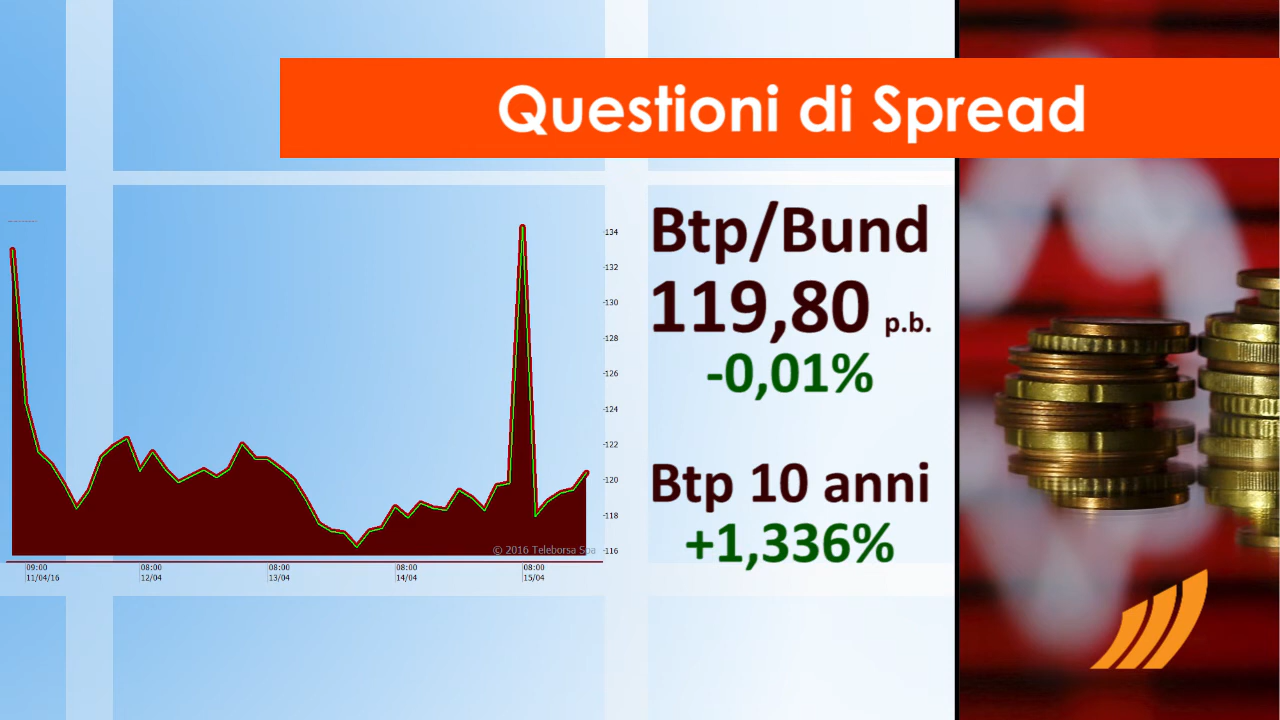 Questioni di Spread
Btp/Bund
119,80 p.b.
-0,01%
Btp 10 anni
+1,336%
134
132
130
128
126
124
122
120
118
116
© 2016 Teleborsa Spa
09:00 08:00 08:00 08:00 08:00
11/04/16 12/04 13/04 14/04 15/04